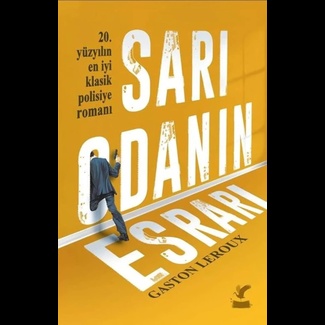 20.
yüzyılın
en iyi
klasik
polisiye
romanı
SARI
ODANIN
ESRARI
GASTON LEROUX